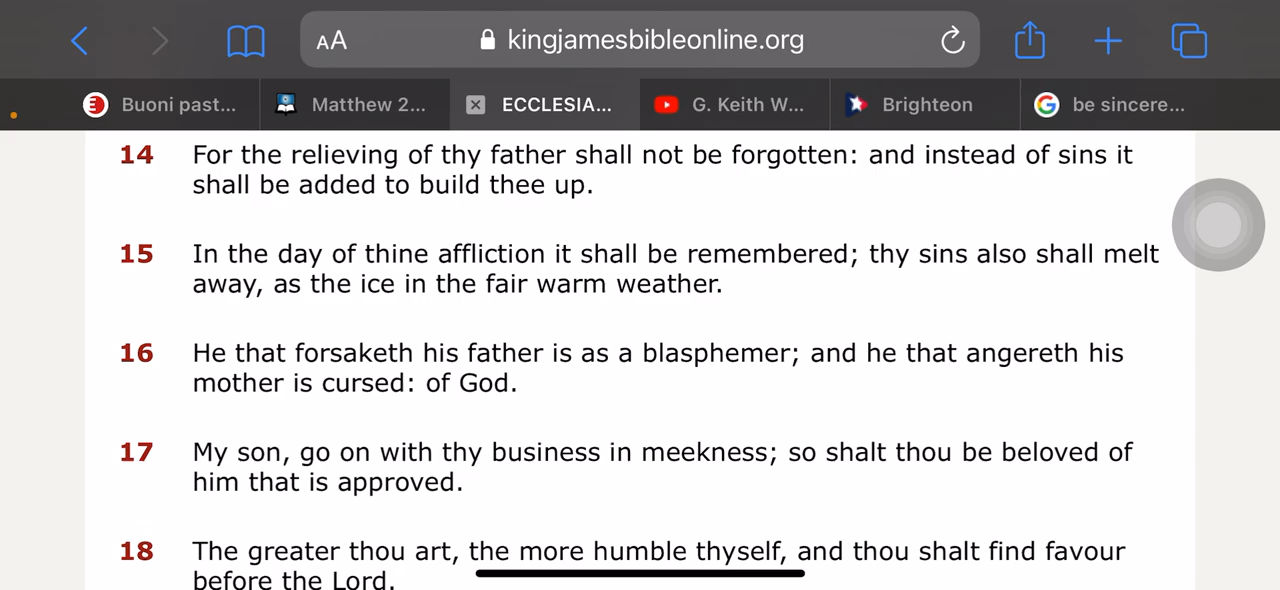 AA kingjamesbibleonline.org
Buoni past... Matthew 2... ECCLESIA... G. Keith W... Brighteon be sincere...
14 For the relieving of thy father shall not be forgotten: and instead of sins it
shall be added to build thee up.
15 In the day of thine affliction it shall be remembered; thy sins also shall melt
away, as the ice in the fair warm weather.
16 He that forsaketh his father is as a blasphemer; and he that angereth his
mother is cursed: of God.
17 My son, go on with thy business in meekness; so shalt thou be beloved of
him that is approved.
18 The greater thou art, the more humble thyself, and thou shalt find favour
before the Lord.